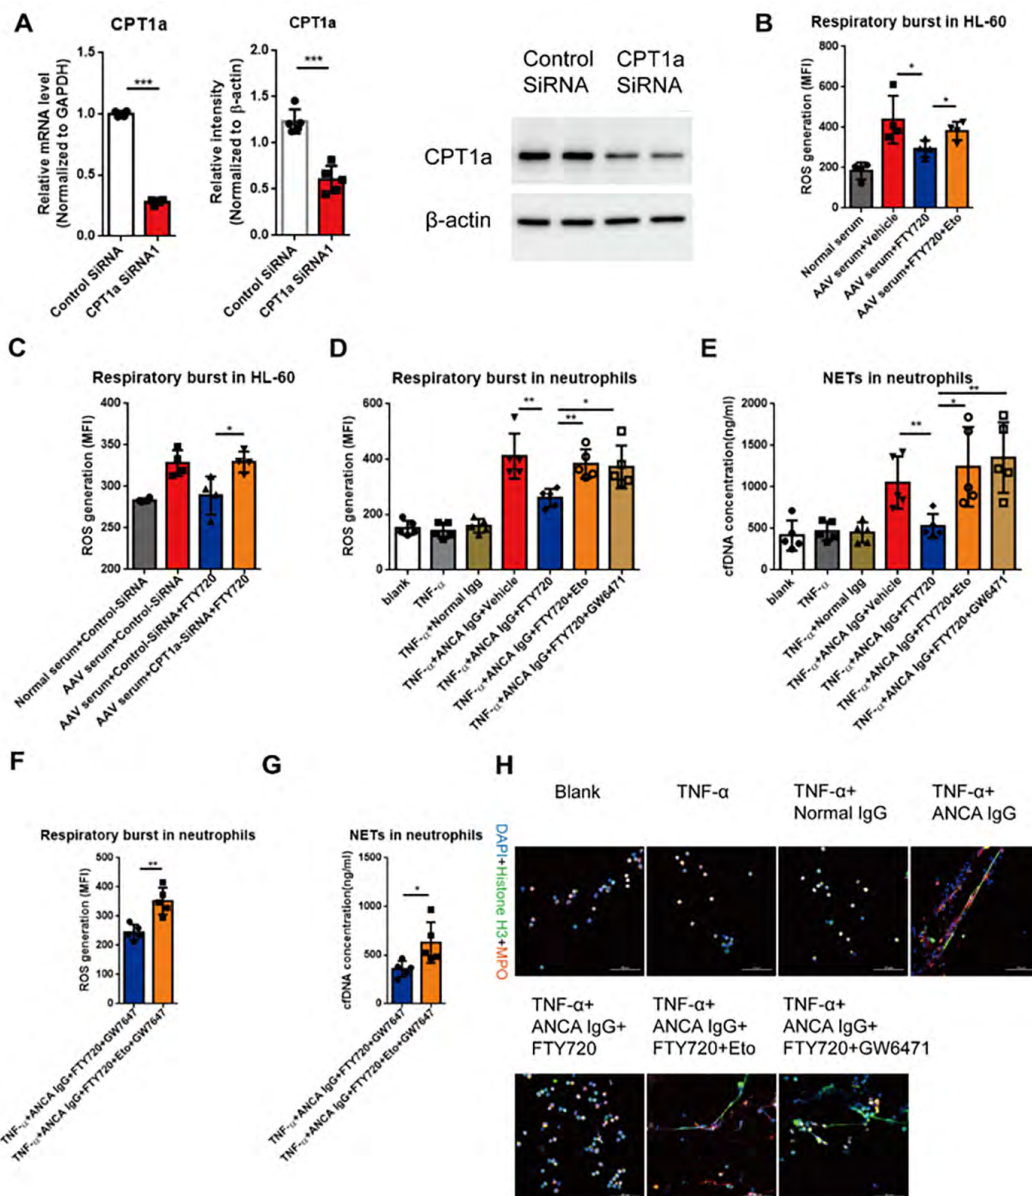 A
CPT1a
Relative mRNA level
(Normalized to GAPDH)
1.5
1.0
0.5
0.0
***
Control SiRNA
CPT1a SiRNA1
CPT1a
Relative intensity
(Normalized to β-actin)
2.0
1.5
1.0
0.5
0.0
***
Control SiRNA
CPT1a SiRNA1
Control
SiRNA
CPT1a
SiRNA
CPT1a
β-actin
B
Respiratory burst in HL-60
ROS generation (MFI)
800
600
400
200
0
*
*
Normal serum
AAV serum+Vehicle
AAV serum+FTY720
AAV serum+FTY720+Eto
C
Respiratory burst in HL-60
ROS generation (MFI)
350
300
250
200
*
Normal serum+Control-SiRNA
AAV serum+Control-SiRNA
AAV serum+Control-SiRNA+FTY720
AAV serum+CPT1a-SiRNA+FTY720
D
Respiratory burst in neutrophils
ROS generation (MFI)
600
400
200
0
**
**
*
blank
TNF-α
TNF-α+Normal Igg
TNF-α+ANCA IgG+Vehicle
TNF-α+ANCA IgG+FTY720
TNF-α+ANCA IgG+FTY720+Eto
TNF-α+ANCA IgG+FTY720+GW6471
E
NETs in neutrophils
cfDNA concentration(ng/ml)
2000
1500
1000
500
0
**
*
**
blank
TNF-α
TNF-α+Normal Igg
TNF-α+ANCA IgG+Vehicle
TNF-α+ANCA IgG+FTY720
TNF-α+ANCA IgG+FTY720+Eto
TNF-α+ANCA IgG+FTY720+GW6471
F
Respiratory burst in neutrophils
ROS generation (MFI)
500
400
300
200
100
0
**
TNF-α+ANCA IgG+FTY720+GW7647
TNF-α+ANCA IgG+FTY720+Eto+GW7647
G
NETs in neutrophils
cfDNA concentration(ng/ml)
1500
1000
500
0
*
TNF-α+ANCA IgG+FTY720+GW7647
TNF-α+ANCA IgG+FTY720+Eto+GW7647
H
DAPI+Histone H3+MPO
Blank
TNF-α
TNF-α+
Normal IgG
TNF-α+
ANCA IgG
TNF-α+
ANCA IgG+
FTY720
TNF-α+
ANCA IgG+
FTY720+Eto
TNF-α+
ANCA IgG+
FTY720+GW6471